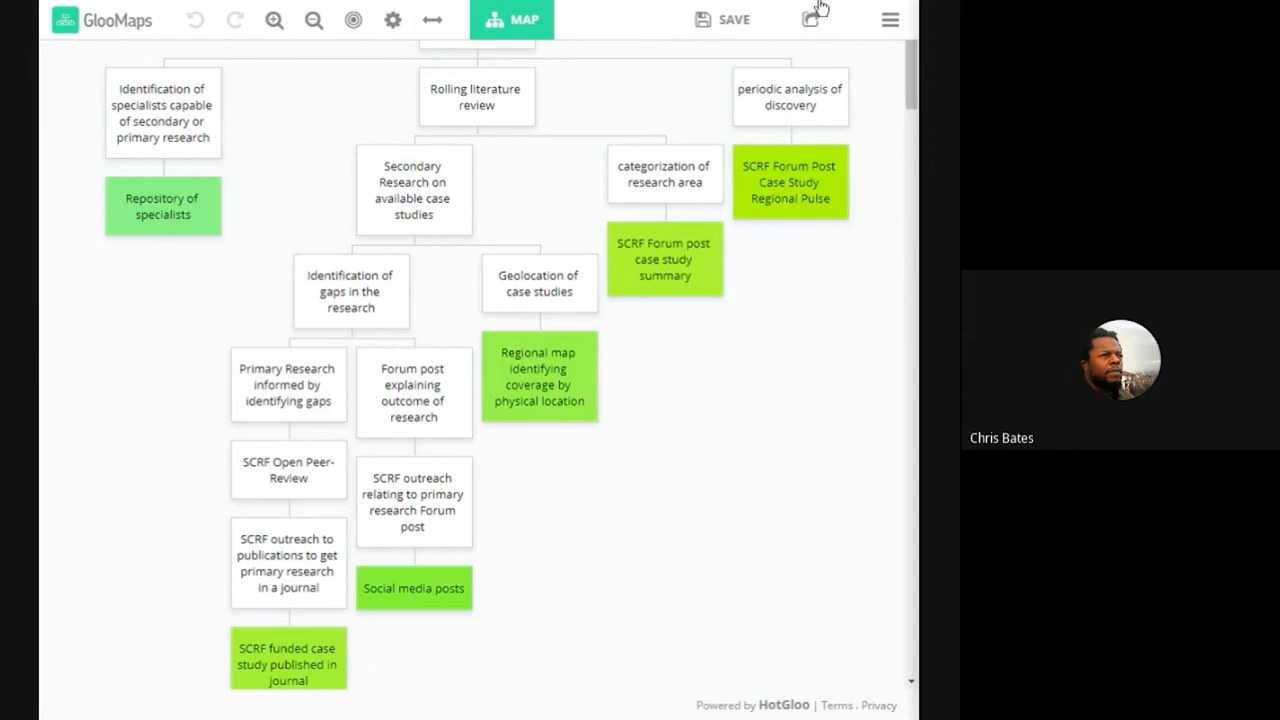 GlooMaps
MAP
SAVE
Identification of
specialists capable
of secondary or
primary research
Rolling literature
review
periodic analysis of
discovery
Repository of
specialists
Secondary
Research on
available case
studies
categorization of
research area
SCRF Forum Post
Case Study
Regional Pulse
SCRF Forum post
case study
summary
Identification of
gaps in the
research
Geolocation of
case studies
Primary Research
informed by
identifying gaps
Forum post
explaining
outcome of
research
Regional map
identifying
coverage by
physical location
SCRF Open Peer-
Review
SCRF outreach
relating to primary
research Forum
post
SCRF outreach to
publications to get
primary research
in a journal
Social media posts
SCRF funded case
study published in
journal
Chris Bates
Powered by HotGloo | Terms . Privacy